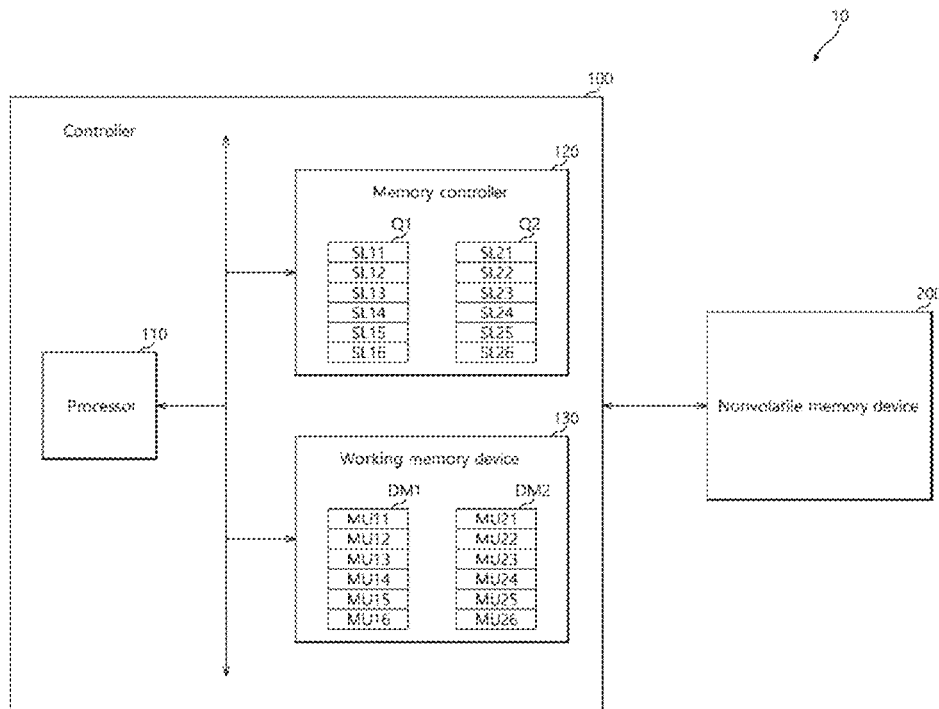 10
100
Controller
120
Memory controller
Q1 Q2
SL11 SL21
SL12 SL22
SL13 SL23
SL14 SL24
SL15 SL25
SL16 SL26
110
Processor
200
Nonvolatile memory device
130
Working memory device
DM1 DM2
MU11 MU21
MU12 MU22
MU13 MU23
MU14 MU24
MU15 MU25
MU16 MU26